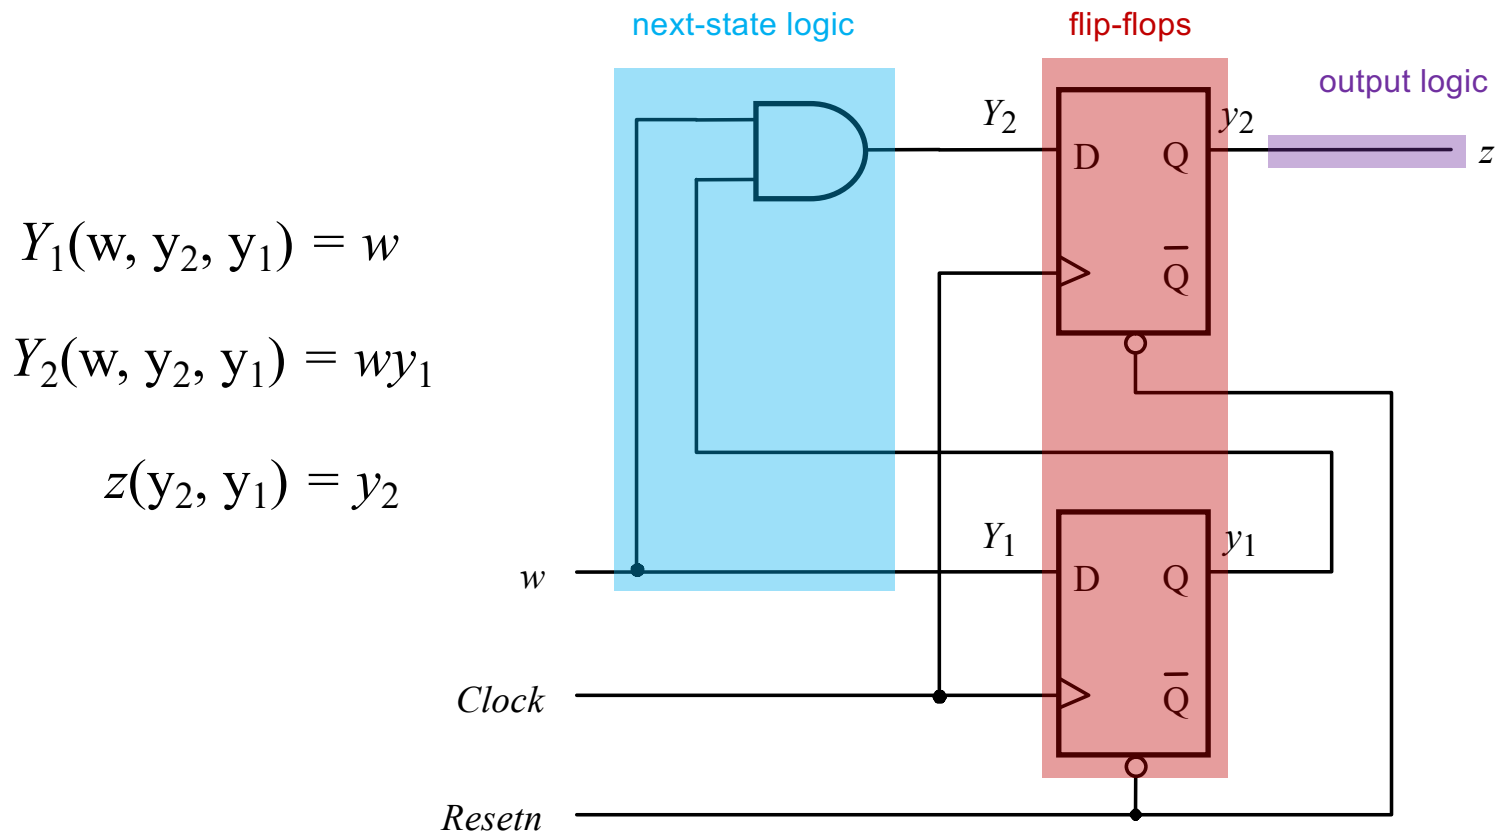 next-state logic
flip-flops
output logic
Y₂
y₂
D
Q
z
Y₁(w, y₂, y₁) = w
Q̅
Y₂(w, y₂, y₁) = wy₁
z(y₂, y₁) = y₂
Y₁
y₁
w
D
Q
Clock
Q̅
Resetn